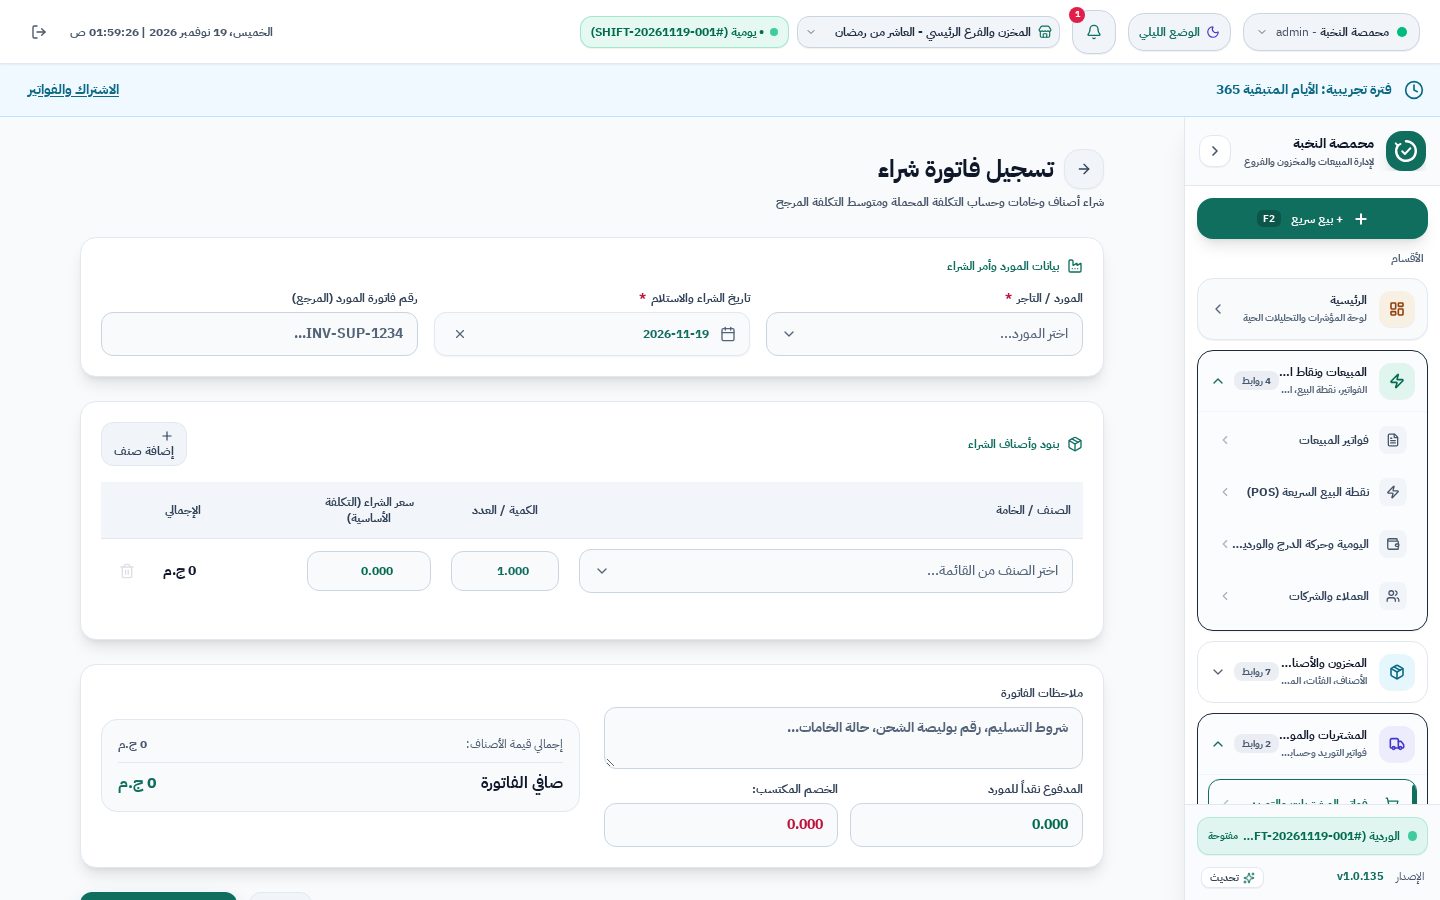 محمصة النخبة - admin
الوضع الليلي
1
المخزن والفرع الرئيسي - العاشر من رمضان
• يومية (#SHIFT-20261119-001)
الخميس، 19 نوفمبر 2026 | 01:59:26 ص
فترة تجريبية: الأيام المتبقية 365
الاشتراك والفواتير
محمصة النخبة
لإدارة المبيعات والمخزون والفروع
+ بيع سريع F2
الأقسام
الرئيسية
لوحة المؤشرات والتحليلات الحية
المبيعات ونقاط ا...
4 روابط
الفواتير، نقطة البيع، ا...
فواتير المبيعات
نقطة البيع السريعة (POS)
اليومية وحركة الدرج والوردي...
العملاء والشركات
المخزون والأصنا...
7 روابط
الأصناف، الفئات، الم...
المشتريات والمو...
2 روابط
فواتير التوريد وحساب...
الوردية (#FT-20261119-001...
مفتوحة
الإصدار v1.0.135
تحديث
تسجيل فاتورة شراء
شراء أصناف وخامات وحساب التكلفة المحملة ومتوسط التكلفة المرجح
بيانات المورد وأمر الشراء
المورد / التاجر *
تاريخ الشراء والاستلام *
رقم فاتورة المورد (المرجع)
اختر المورد...
2026-11-19
INV-SUP-1234...
بنود وأصناف الشراء
إضافة صنف
الصنف / الخامة
الكمية / العدد
سعر الشراء (التكلفة الأساسية)
الإجمالي
اختر الصنف من القائمة...
1.000
0.000
0 ج.م
ملاحظات الفاتورة
شروط التسليم، رقم بوليصة الشحن، حالة الخامات...
المدفوع نقداً للمورد
الخصم المكتسب:
0.000
0.000
إجمالي قيمة الأصناف:
0 ج.م
صافي الفاتورة
0 ج.م